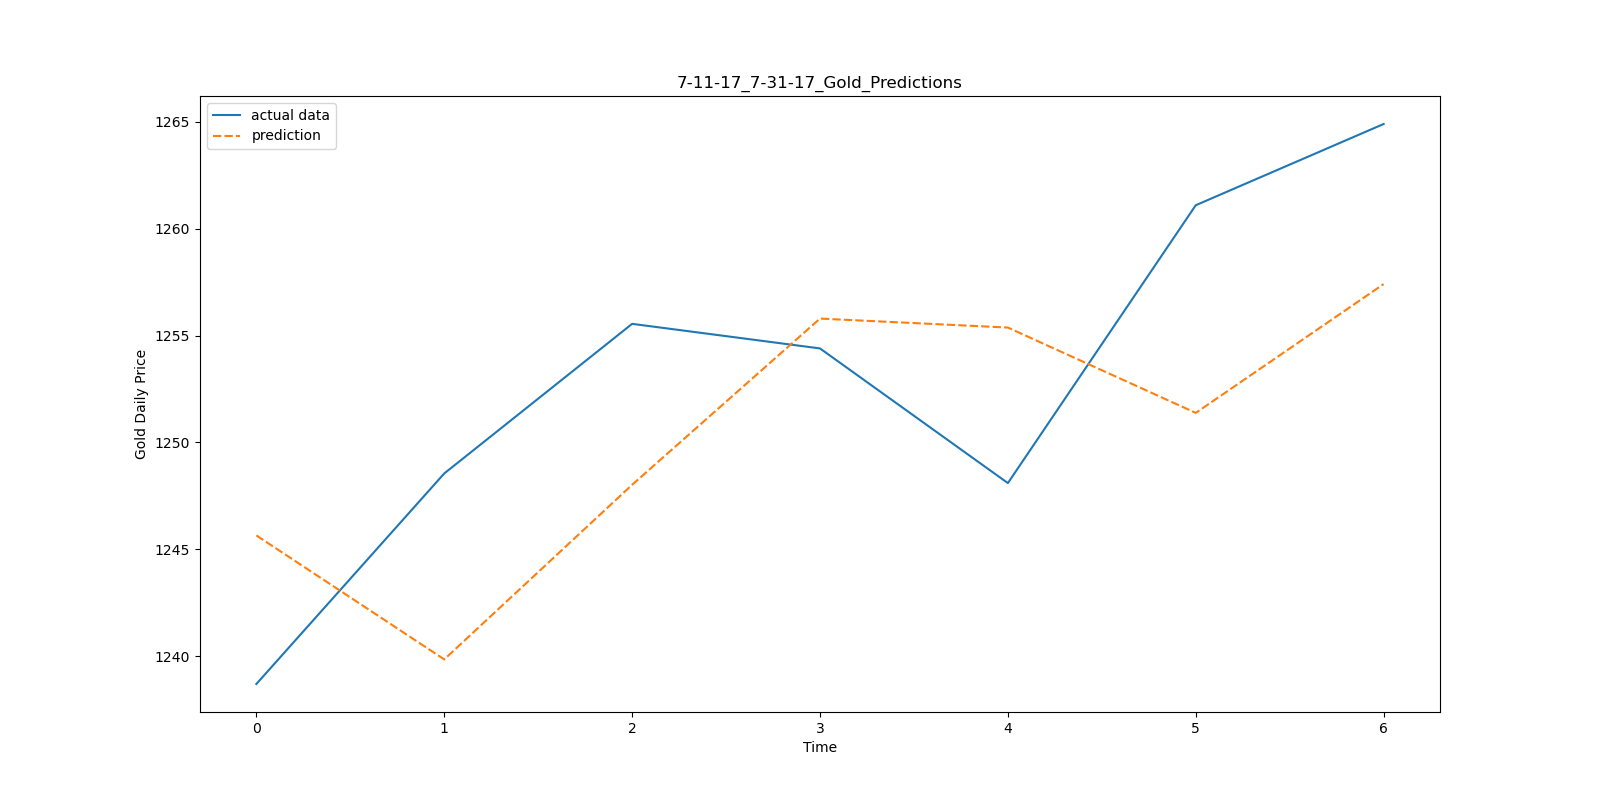 7-11-17_7-31-17_Gold_Predictions
actual data
prediction
1265
1260
1255
1250
1245
1240
Gold Daily Price
0 1 2 3 4 5 6
Time